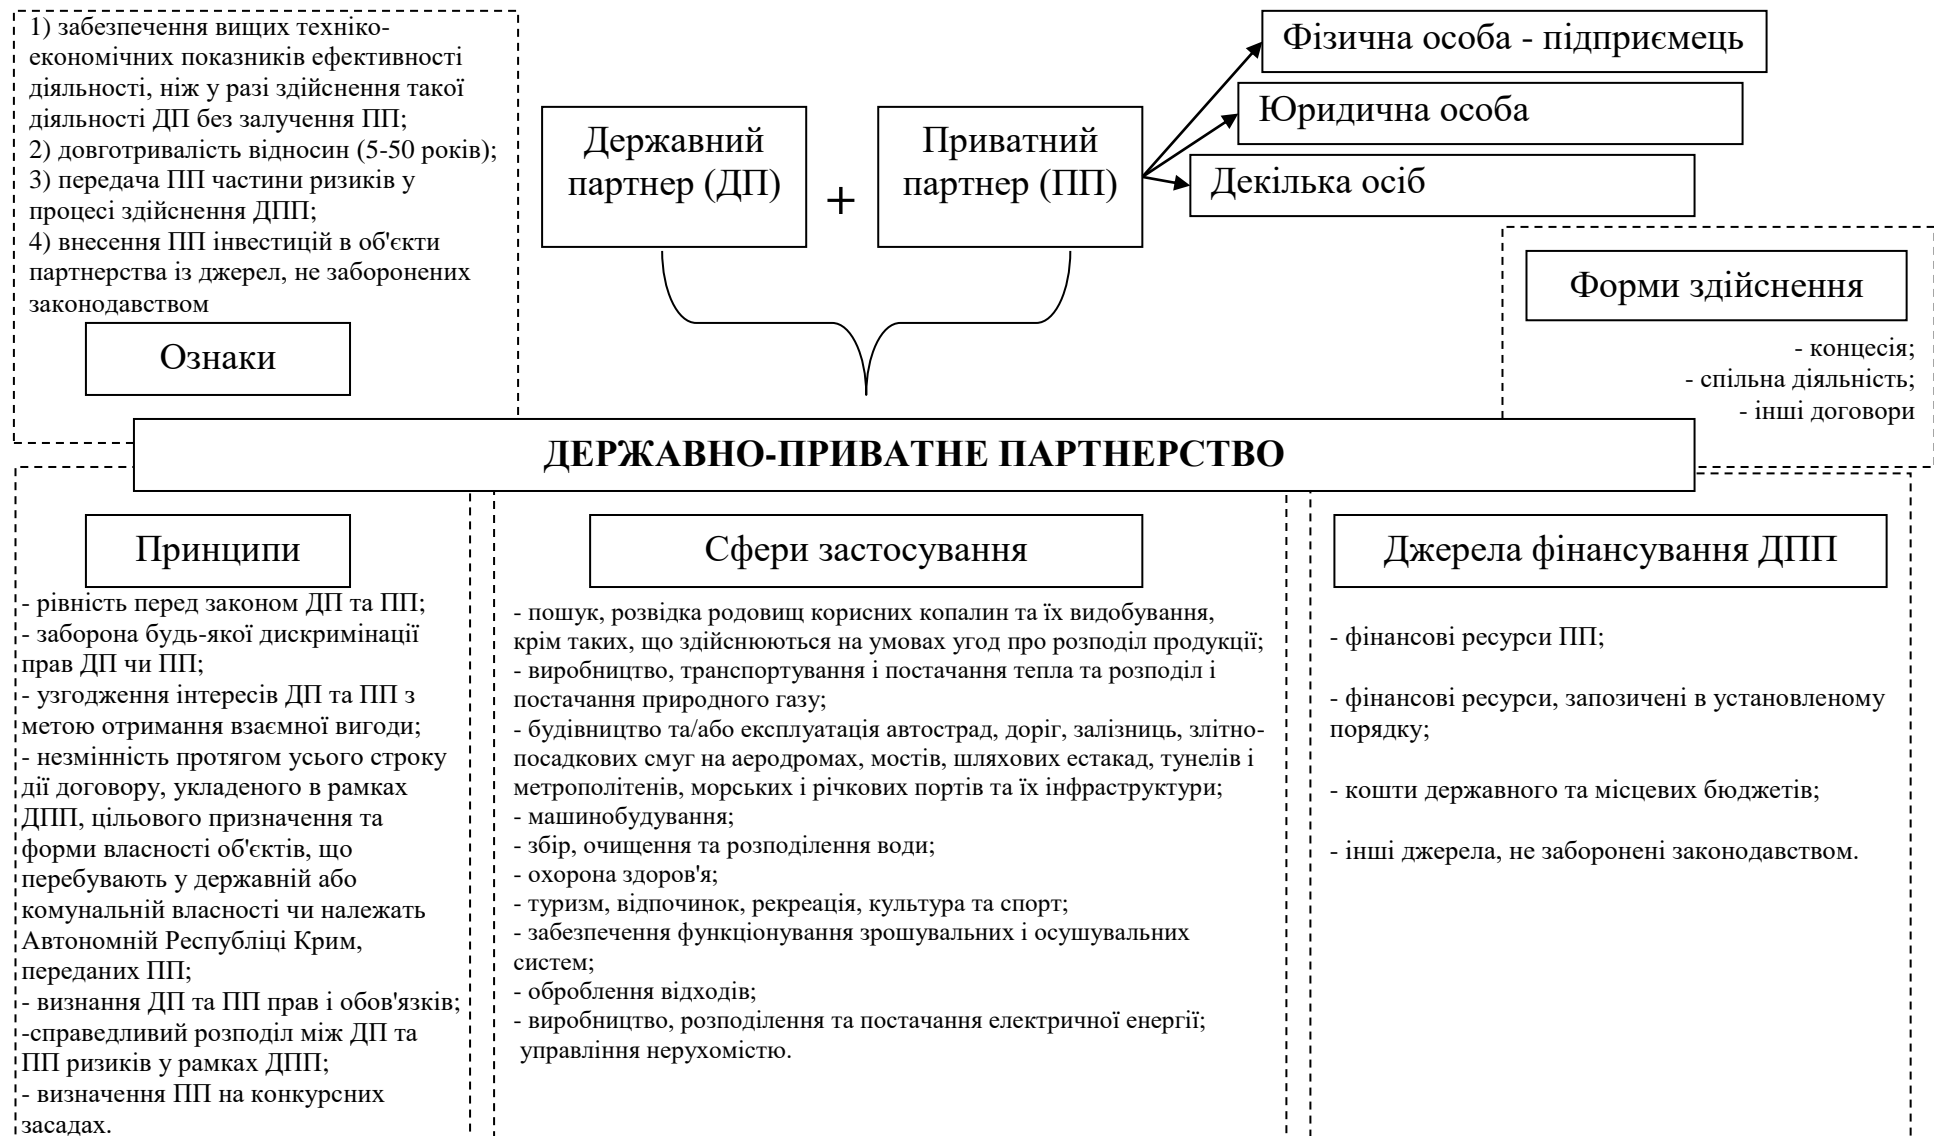 1) забезпечення вищих техніко-
економічних показників ефективності
діяльності, ніж у разі здійснення такої
діяльності ДП без залучення ПП;
2) довготривалість відносин (5-50 років);
3) передача ПП частини ризиків у
процесі здійснення ДПП;
4) внесення ПП інвестицій в об'єкти
партнерства із джерел, не заборонених
законодавством
Ознаки
Державний
партнер (ДП)
+
Приватний
партнер (ПП)
Фізична особа - підприємець
Юридична особа
Декілька осіб
Форми здійснення
- концесія;
- спільна діяльність;
- інші договори
ДЕРЖАВНО-ПРИВАТНЕ ПАРТНЕРСТВО
Принципи
- рівність перед законом ДП та ПП;
- заборона будь-якої дискримінації
прав ДП чи ПП;
- узгодження інтересів ДП та ПП з
метою отримання взаємної вигоди;
- незмінність протягом усього строку
дії договору, укладеного в рамках
ДПП, цільового призначення та
форми власності об'єктів, що
перебувають у державній або
комунальній власності чи належать
Автономній Республіці Крим,
переданих ПП;
- визнання ДП та ПП прав і обов'язків;
-справедливий розподіл між ДП та
ПП ризиків у рамках ДПП;
- визначення ПП на конкурсних
засадах.
Сфери застосування
- пошук, розвідка родовищ корисних копалин та їх видобування,
крім таких, що здійснюються на умовах угод про розподіл продукції;
- виробництво, транспортування і постачання тепла та розподіл і
постачання природного газу;
- будівництво та/або експлуатація автострад, доріг, залізниць, злітно-
посадкових смуг на аеродромах, мостів, шляхових естакад, тунелів і
метрополітенів, морських і річкових портів та їх інфраструктури;
- машинобудування;
- збір, очищення та розподілення води;
- охорона здоров'я;
- туризм, відпочинок, рекреація, культура та спорт;
- забезпечення функціонування зрошувальних і осушувальних
систем;
- оброблення відходів;
- виробництво, розподілення та постачання електричної енергії;
управління нерухомістю.
Джерела фінансування ДПП
- фінансові ресурси ПП;
- фінансові ресурси, запозичені в установленому
порядку;
- кошти державного та місцевих бюджетів;
- інші джерела, не заборонені законодавством.